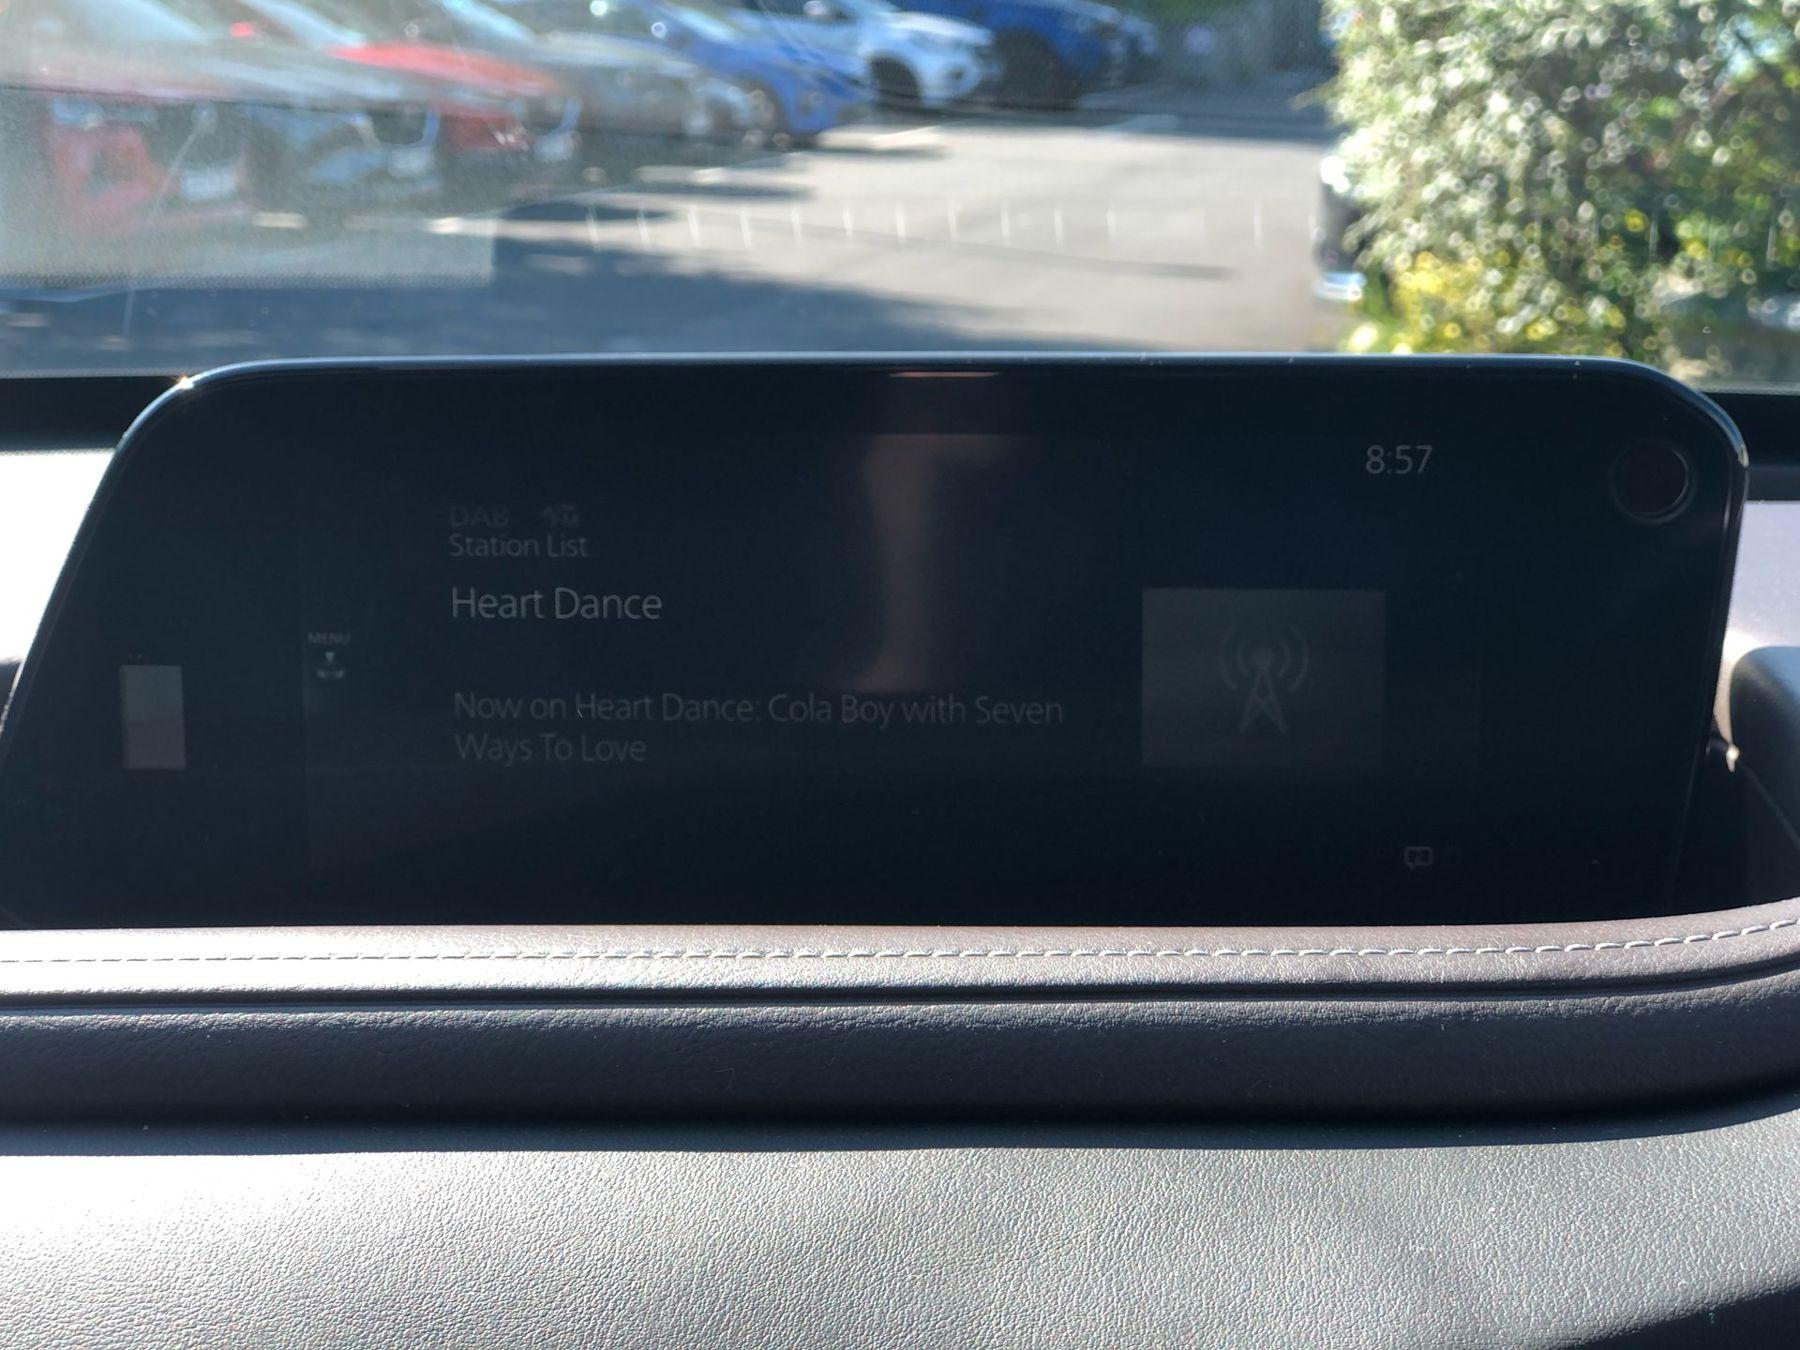 8:57
DAB FM
Station List
Heart Dance
MENU
Now on Heart Dance: Cola Boy with Seven
Ways To Love